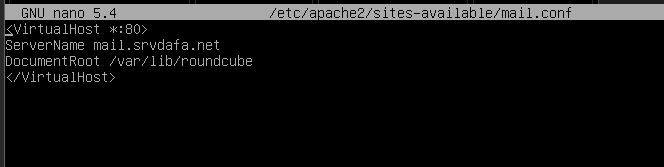 GNU nano 5.4 /etc/apache2/sites-available/mail.conf
<VirtualHost *:80>
ServerName mail.srvdafa.net
DocumentRoot /var/lib/roundcube
</VirtualHost>